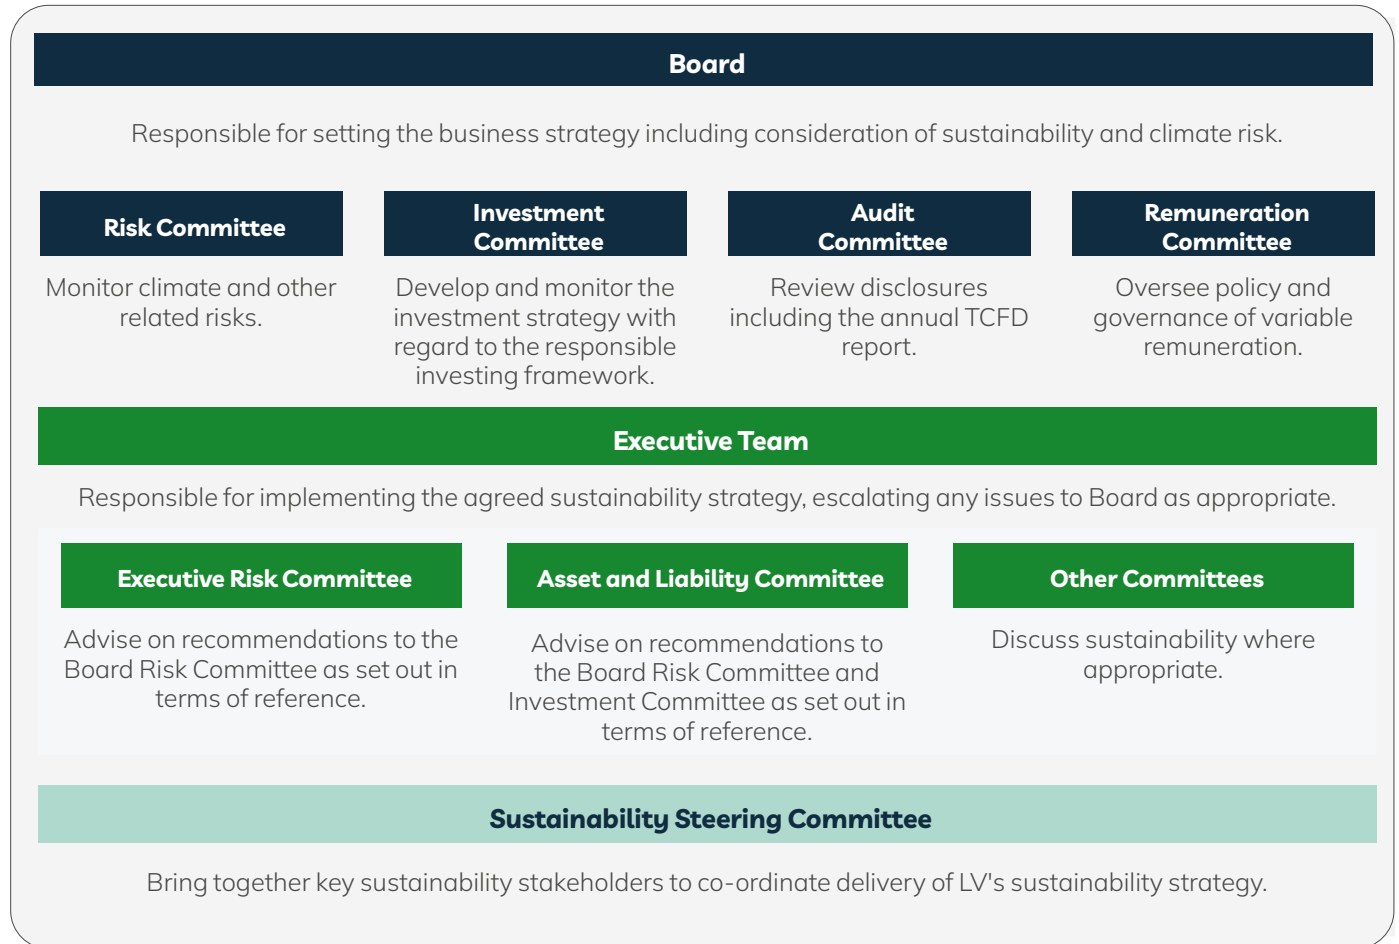 Board
Responsible for setting the business strategy including consideration of sustainability and climate risk.
Risk Committee
Monitor climate and other
related risks.
Investment
Committee
Develop and monitor the
investment strategy with
regard to the responsible
investing framework.
Audit
Committee
Review disclosures
including the annual TCFD
report.
Remuneration
Committee
Oversee policy and
governance of variable
remuneration.
Executive Team
Responsible for implementing the agreed sustainability strategy, escalating any issues to Board as appropriate.
Executive Risk Committee
Advise on recommendations to the
Board Risk Committee as set out in
terms of reference.
Asset and Liability Committee
Advise on recommendations to
the Board Risk Committee and
Investment Committee as set out in
terms of reference.
Other Committees
Discuss sustainability where
appropriate.
Sustainability Steering Committee
Bring together key sustainability stakeholders to co-ordinate delivery of LV's sustainability strategy.